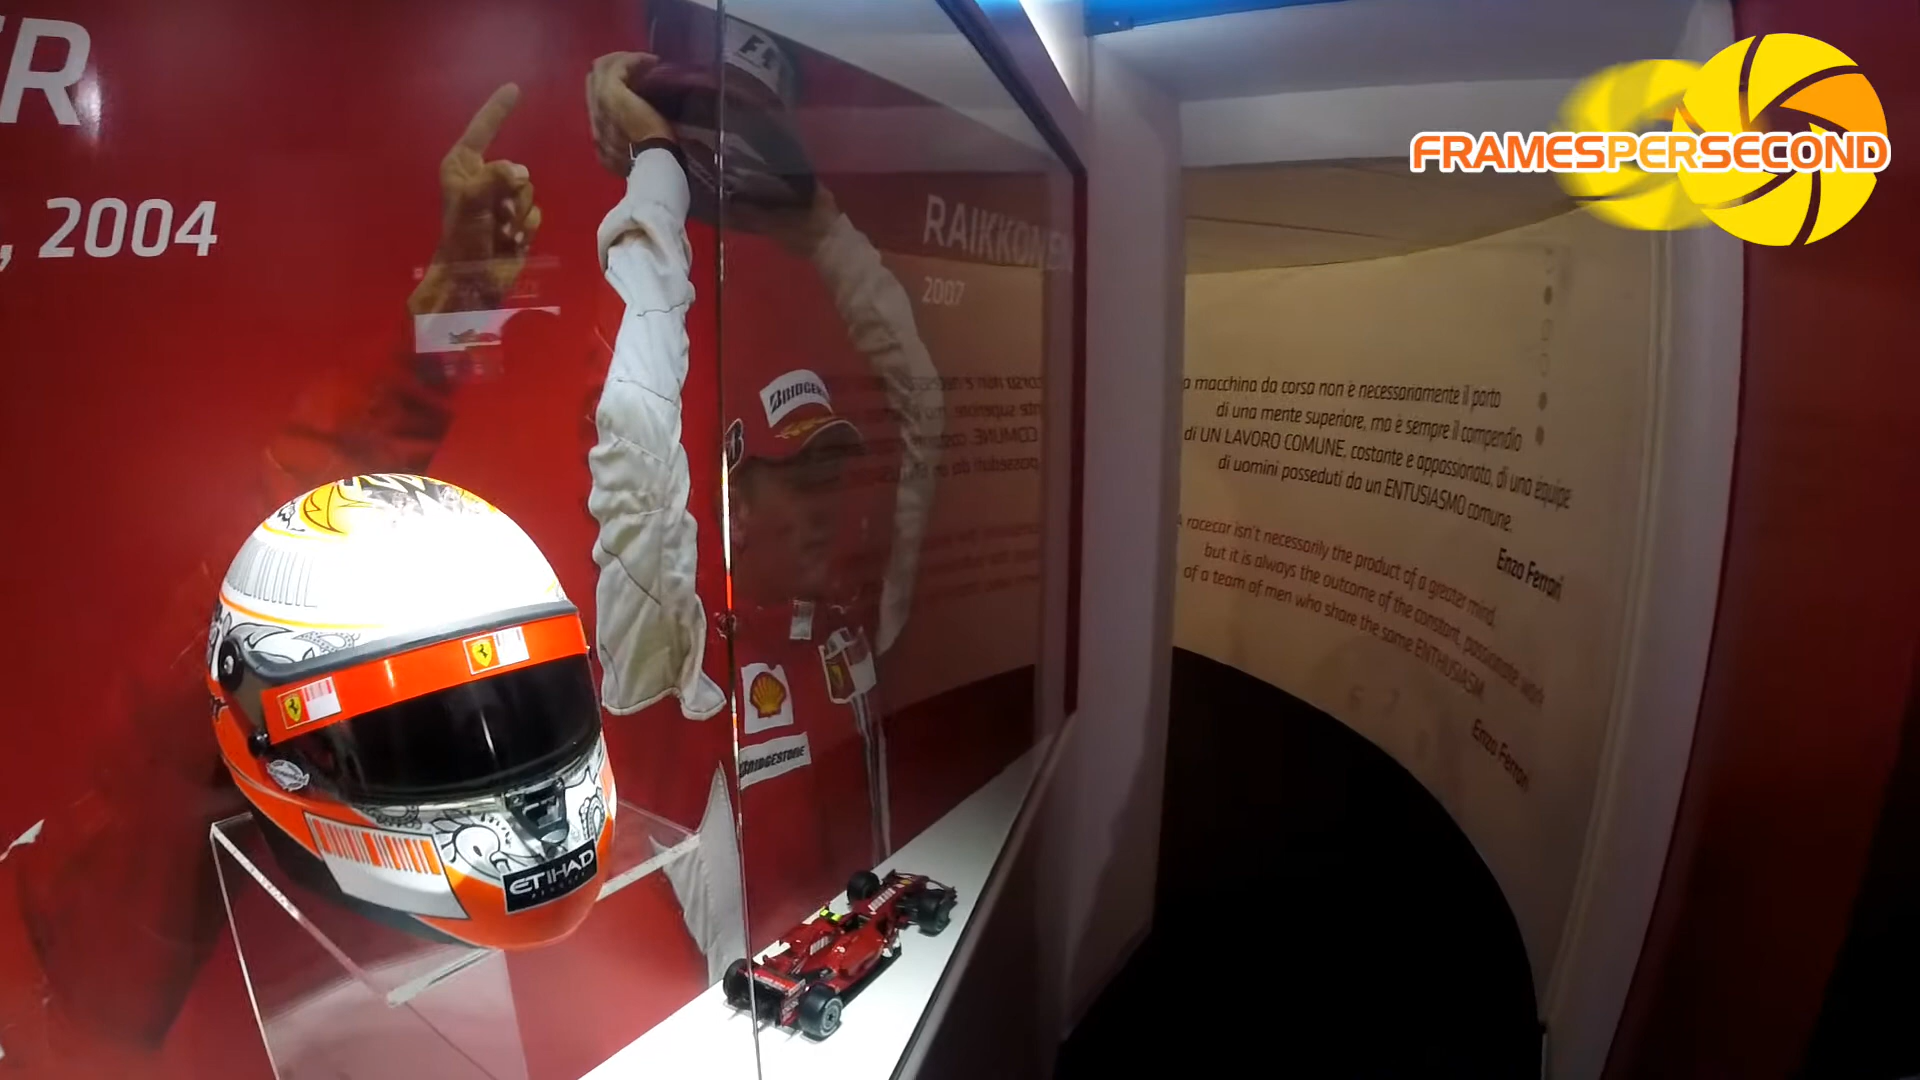 ER
, 2004
F1
RAIKKONEN
2007
BRIDGE
ETIHAD
BRIDGESTONE
FRAMESPERSECOND
a macchina da corsa non è necessariamente il parto
di una mente superiore, ma è sempre il compendio
di UN LAVORO COMUNE, costante e appassionato, di una equipe
di uomini posseduti da un ENTUSIASMO comune.
Enzo Ferrari
A racecar isn't necessarily the product of a greater mind,
but it is always the outcome of the constant, passionate work
of a team of men who share the same ENTHUSIASM.
Enzo Ferrari